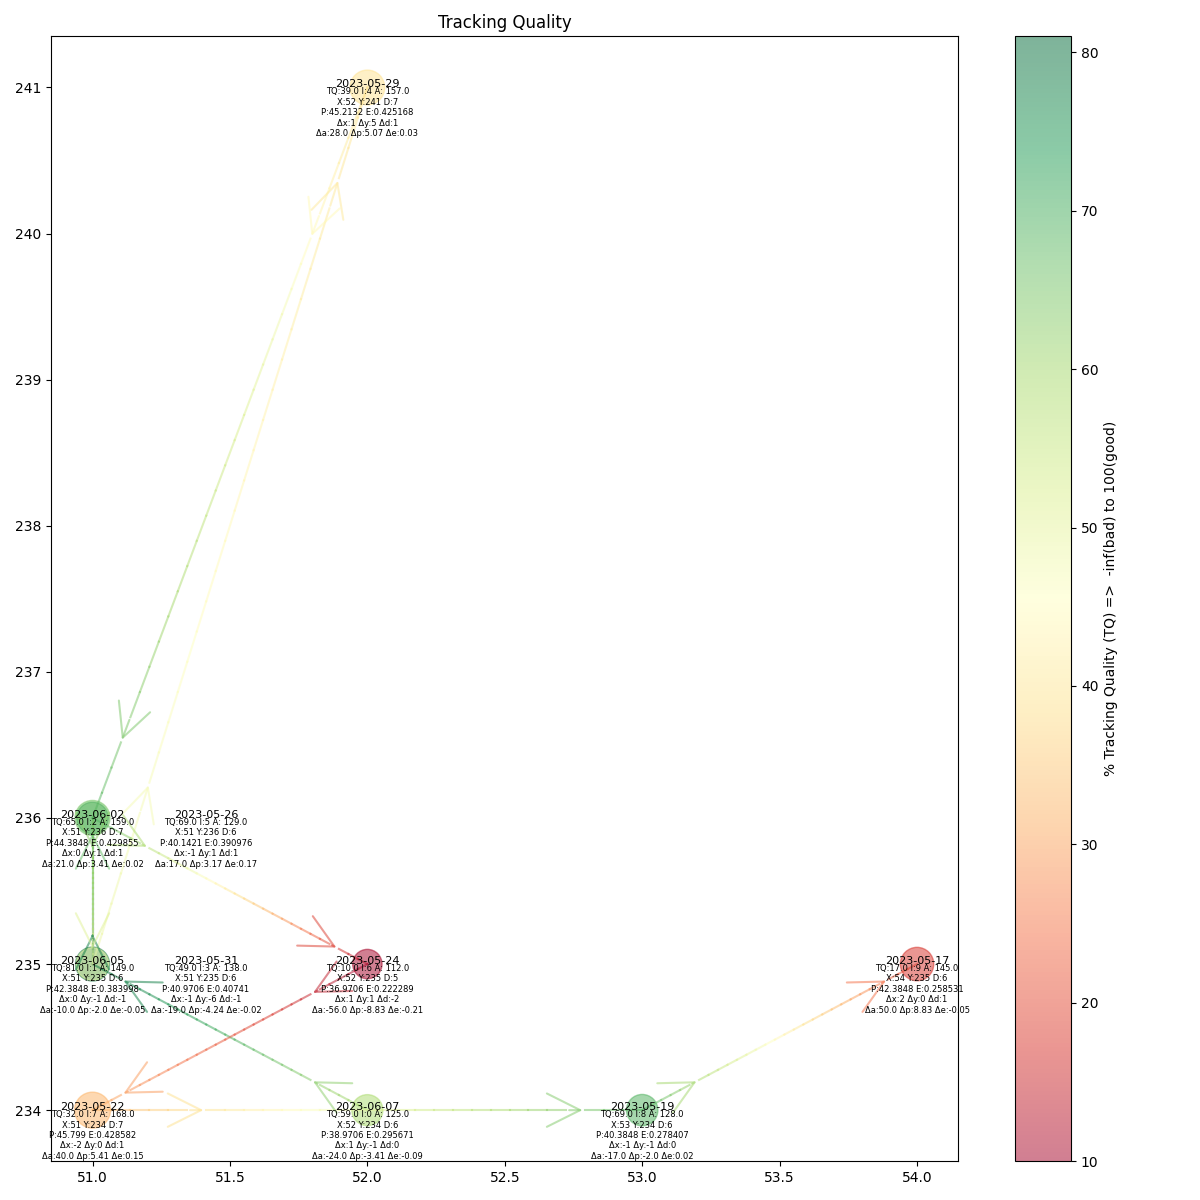 Tracking Quality
241
240
239
238
237
236
235
234
2023-05-29
TQ:39.0 I:4 A: 157.0
X:52 Y:241 D:7
P:45.2132 E:0.425168
Δx:1 Δy:5 Δd:1
Δa:28.0 Δp:5.07 Δe:0.03
2023-06-02
TQ:65.0 I:2 A: 159.0
X:51 Y:236 D:7
P:44.3848 E:0.429855
Δx:0 Δy:1 Δd:1
Δa:21.0 Δp:3.41 Δe:0.02
2023-05-26
TQ:69.0 I:5 A: 129.0
X:51 Y:236 D:6
P:40.1421 E:0.390976
Δx:-1 Δy:1 Δd:1
Δa:17.0 Δp:3.17 Δe:0.17
2023-06-05
TQ:81.0 I:1 A: 149.0
X:51 Y:235 D:6
P:42.3848 E:0.383998
Δx:0 Δy:-1 Δd:-1
Δa:-10.0 Δp:-2.0 Δe:-0.05
2023-05-31
TQ:49.0 I:3 A: 138.0
X:51 Y:235 D:6
P:40.9706 E:0.40741
Δx:-1 Δy:-6 Δd:-1
Δa:-19.0 Δp:-4.24 Δe:-0.02
2023-05-24
TQ:10.0 I:6 A: 112.0
X:52 Y:235 D:5
P:36.9706 E:0.222289
Δx:1 Δy:1 Δd:-2
Δa:-56.0 Δp:-8.83 Δe:-0.21
2023-05-17
TQ:17.0 I:9 A: 145.0
X:54 Y:235 D:6
P:42.3848 E:0.258531
Δx:2 Δy:0 Δd:1
Δa:50.0 Δp:8.83 Δe:-0.05
2023-05-22
TQ:32.0 I:7 A: 168.0
X:51 Y:234 D:7
P:45.799 E:0.428582
Δx:-2 Δy:0 Δd:1
Δa:40.0 Δp:5.41 Δe:0.15
2023-06-07
TQ:59.0 I:0 A: 125.0
X:52 Y:234 D:6
P:38.9706 E:0.295671
Δx:1 Δy:-1 Δd:0
Δa:-24.0 Δp:-3.41 Δe:-0.09
2023-05-19
TQ:69.0 I:8 A: 128.0
X:53 Y:234 D:6
P:40.3848 E:0.278407
Δx:-1 Δy:-1 Δd:0
Δa:-17.0 Δp:-2.0 Δe:0.02
51.0 51.5 52.0 52.5 53.0 53.5 54.0
80
70
60
50
40
30
20
10
% Tracking Quality (TQ) => -inf(bad) to 100(good)